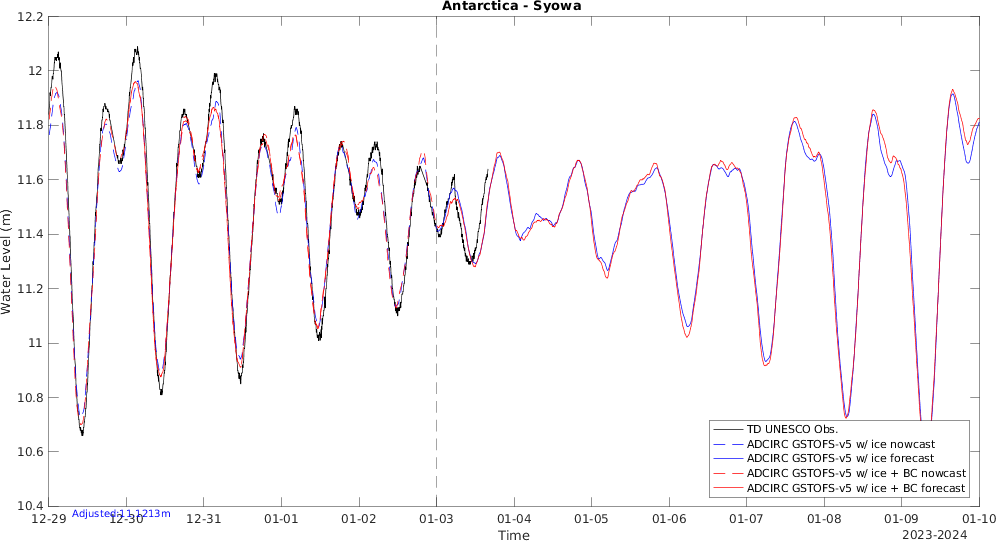 Antarctica - Syowa
Water Level (m)
12.2
12
11.8
11.6
11.4
11.2
11
10.8
10.6
10.4
TD UNESCO Obs.
ADCIRC GSTOFS-v5 w/ ice nowcast
ADCIRC GSTOFS-v5 w/ ice forecast
ADCIRC GSTOFS-v5 w/ ice + BC nowcast
ADCIRC GSTOFS-v5 w/ ice + BC forecast
Adjusted:11.1213m
12-29 12-30 12-31 01-01 01-02 01-03 01-04 01-05 01-06 01-07 01-08 01-09 01-10
Time
2023-2024